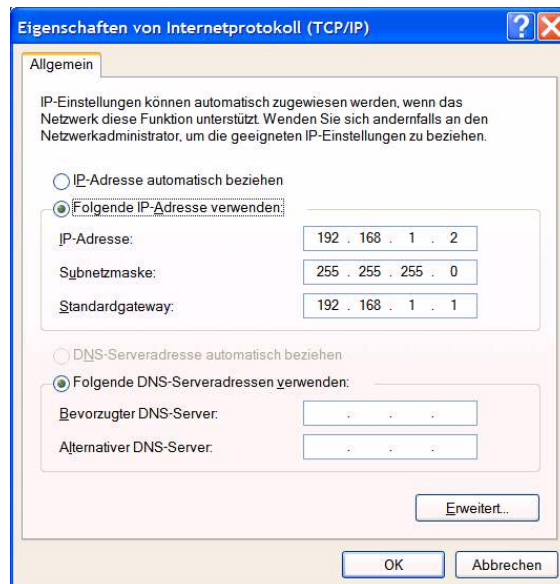 Eigenschaften von Internetprotokoll (TCP/IP)
Allgemein
IP-Einstellungen können automatisch zugewiesen werden, wenn das
Netzwerk diese Funktion unterstützt. Wenden Sie sich andernfalls an den
Netzwerkadministrator, um die geeigneten IP-Einstellungen zu beziehen.
IP-Adresse automatisch beziehen
Folgende IP-Adresse verwenden:
IP-Adresse: 192 . 168 . 1 . 2
Subnetzmaske: 255 . 255 . 255 . 0
Standardgateway: 192 . 168 . 1 . 1
DNS-Serveradresse automatisch beziehen
Folgende DNS-Serveradressen verwenden:
Bevorzugter DNS-Server: . . .
Alternativer DNS-Server: . . .
Erweitert...
OK Abbrechen